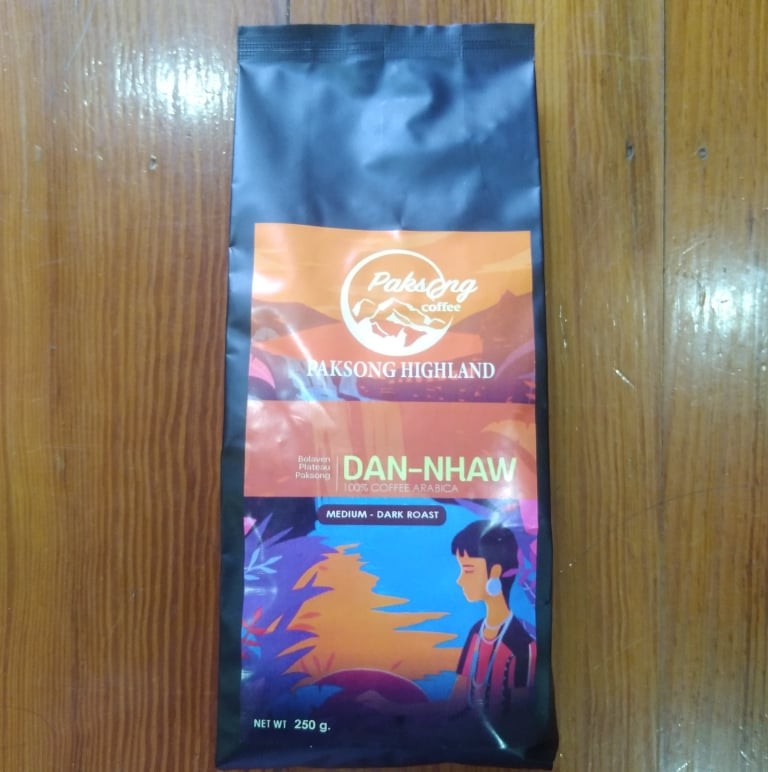 Paksong
coffee
PAKSONG HIGHLAND
Bolaven
Plateau
Paksong
DAN-NHAW
100% COFFEE ARABICA
MEDIUM - DARK ROAST
NET WT 250 g.